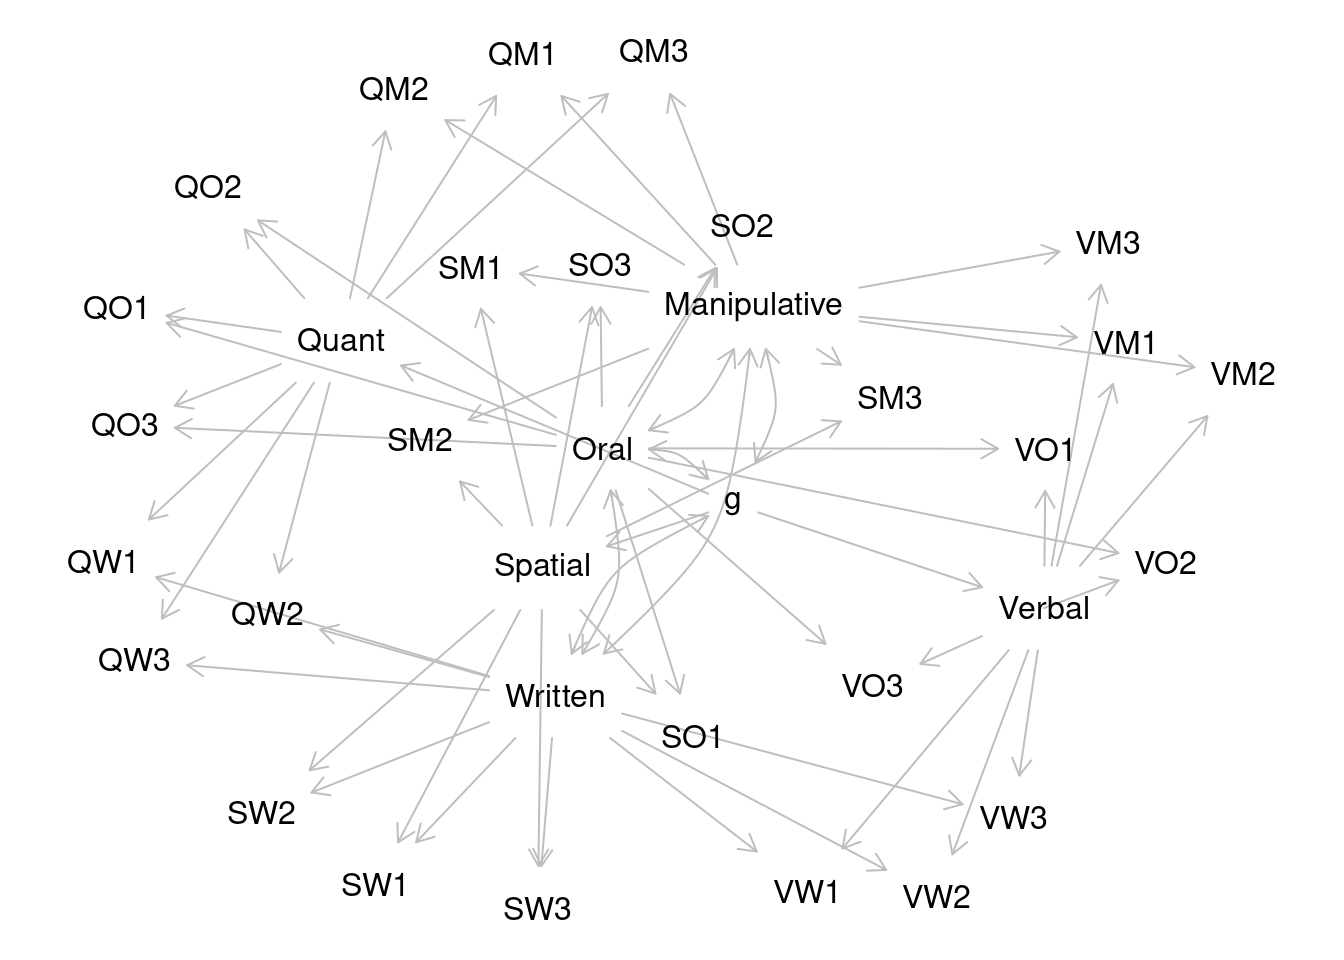 QM1
QM3
QM2
QO2
SO2
VM3
SM1
SO3
QO1
Manipulative
Quant
VM1
VM2
SM3
QO3
SM2
Oral
VO1
g
QW1
Spatial
VO2
QW2
Verbal
QW3
Written
VO3
SO1
SW2
VW3
SW1
VW1
VW2
SW3